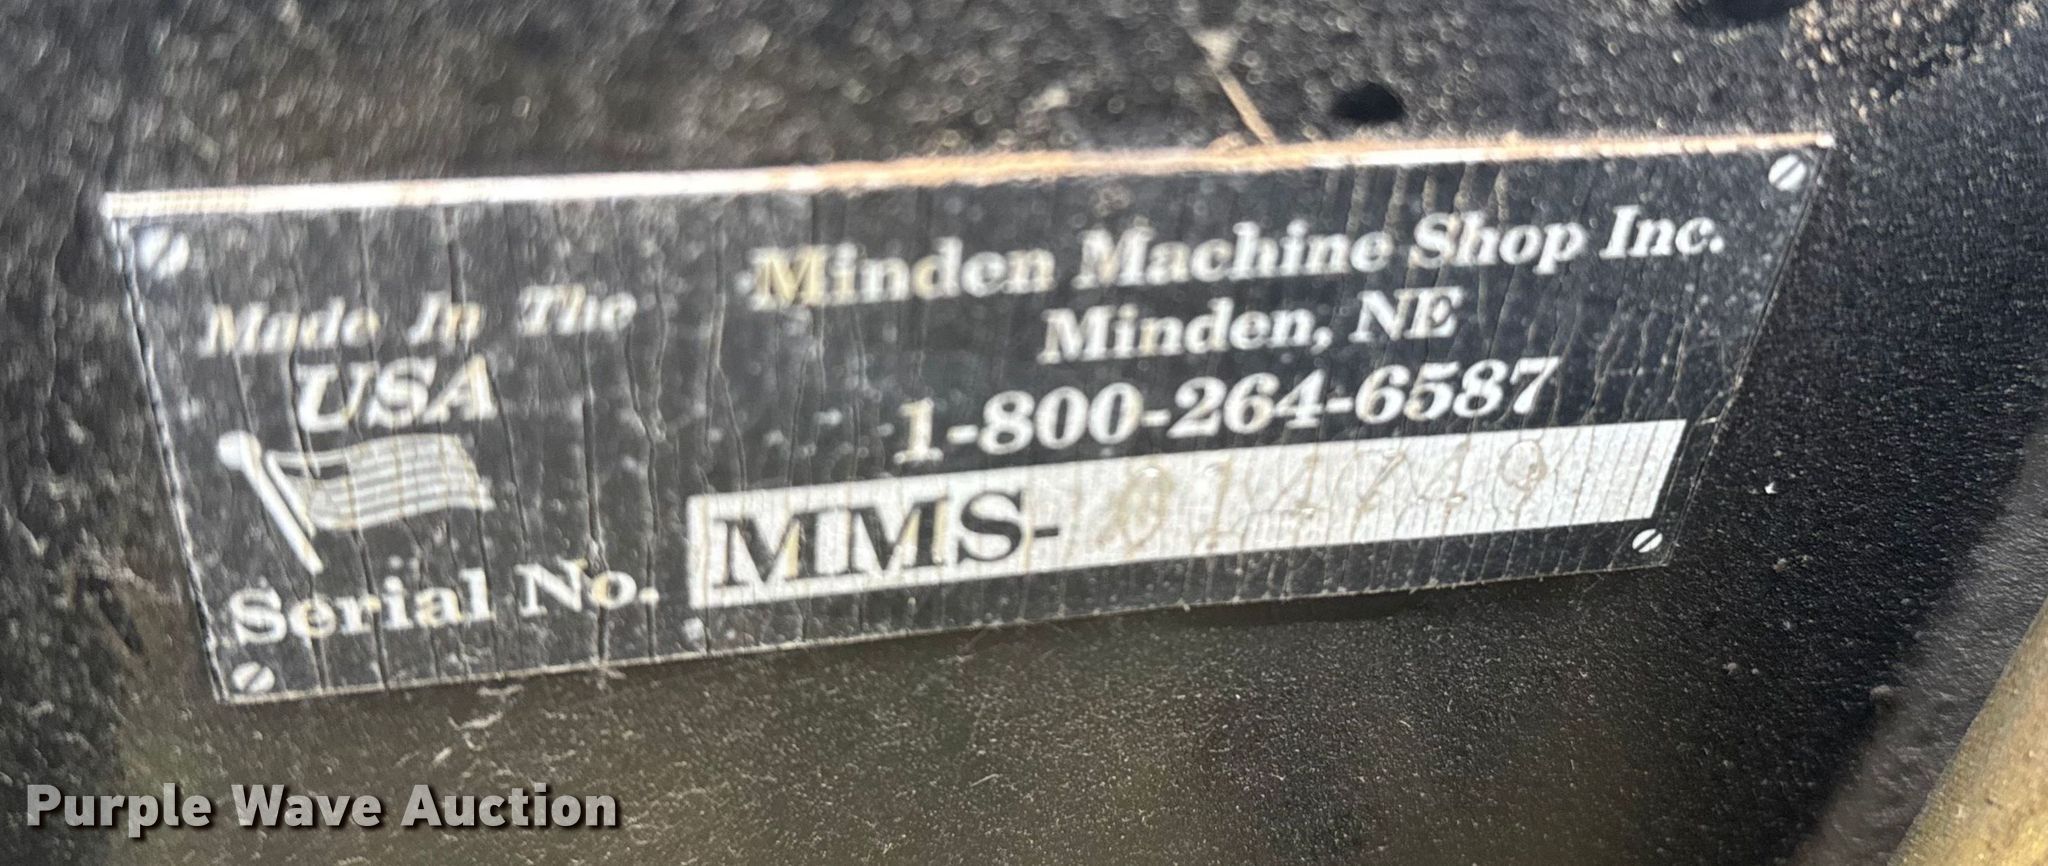 Made In The
USA
Minden Machine Shop Inc.
Minden, NE
1-800-264-6587
Serial No. MMS-
Purple Wave Auction